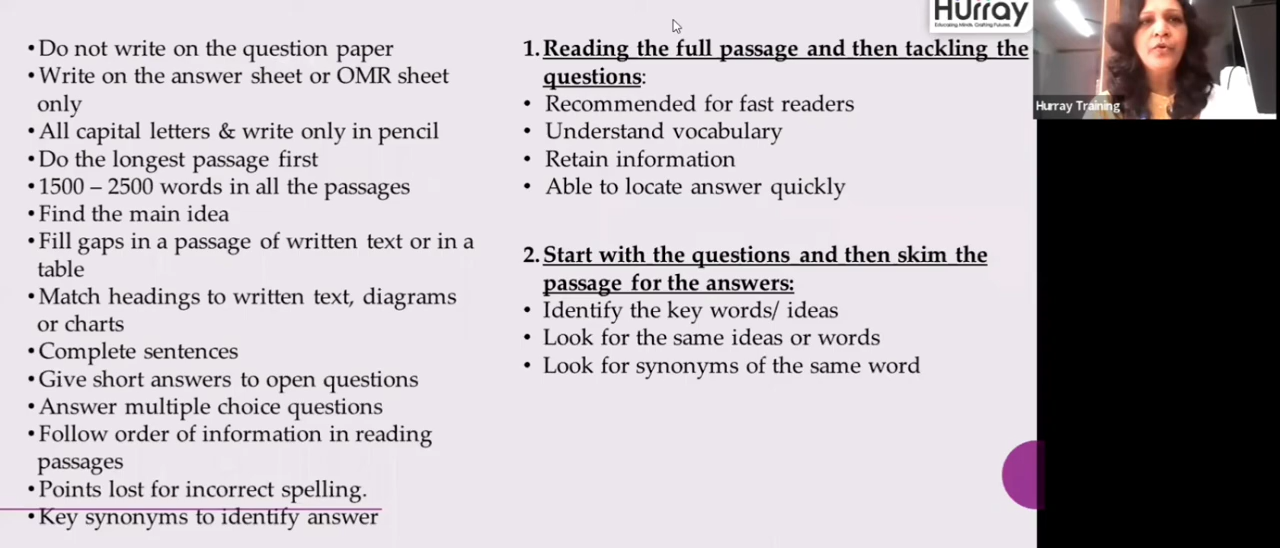 • Do not write on the question paper
• Write on the answer sheet or OMR sheet
only
• All capital letters & write only in pencil
• Do the longest passage first
• 1500 – 2500 words in all the passages
• Find the main idea
• Fill gaps in a passage of written text or in a
table
• Match headings to written text, diagrams
or charts
• Complete sentences
• Give short answers to open questions
• Answer multiple choice questions
• Follow order of information in reading
passages
• Points lost for incorrect spelling.
• Key synonyms to identify answer
1. Reading the full passage and then tackling the
questions:
• Recommended for fast readers
• Understand vocabulary
• Retain information
• Able to locate answer quickly
2. Start with the questions and then skim the
passage for the answers:
• Identify the key words/ ideas
• Look for the same ideas or words
• Look for synonyms of the same word
Hurray
Educating Minds. Crafting Futures.
Hurray Training